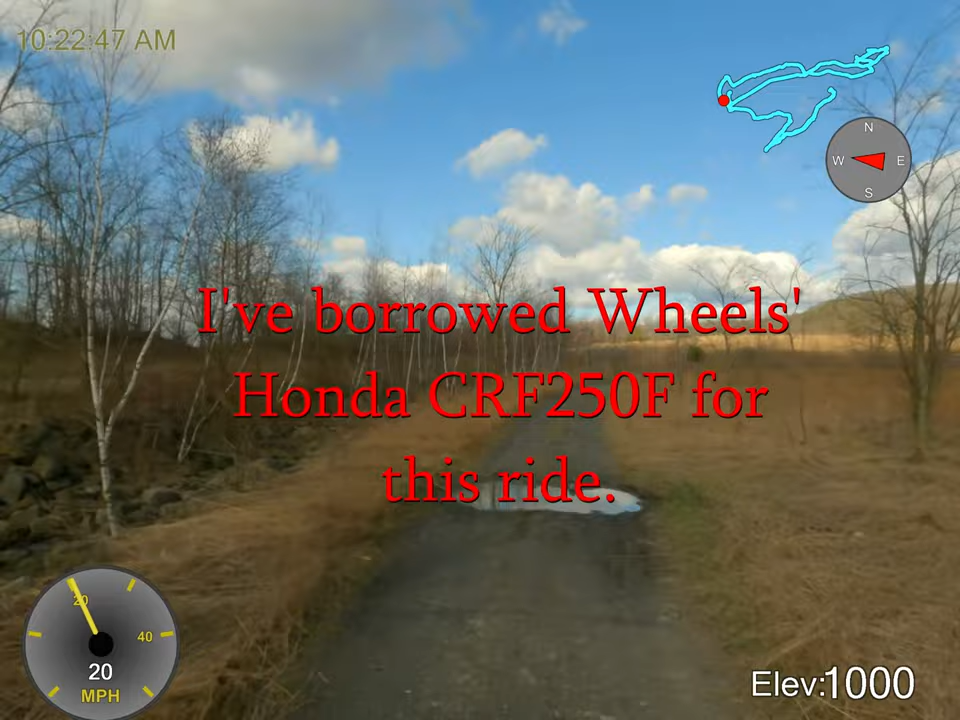 10:22:47 AM
N
W E
S
I've borrowed Wheels'
Honda CRF250F for
this ride.
20
40
20
MPH
Elev:1000